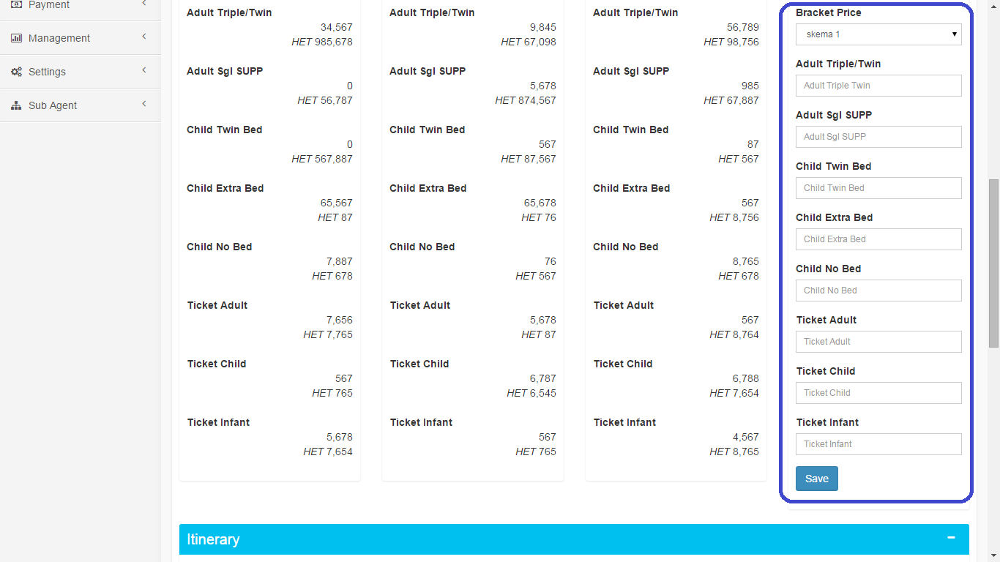 Payment
Management
Settings
Sub Agent
Adult Triple/Twin
34,567
HET 985,678
Adult Sgl SUPP
0
HET 56,787
Child Twin Bed
0
HET 567,887
Child Extra Bed
65,567
HET 87
Child No Bed
7,887
HET 678
Ticket Adult
7,656
HET 7,765
Ticket Child
567
HET 765
Ticket Infant
5,678
HET 7,654
Adult Triple/Twin
9,845
HET 67,098
Adult Sgl SUPP
5,678
HET 874,567
Child Twin Bed
567
HET 87,567
Child Extra Bed
65,678
HET 76
Child No Bed
76
HET 567
Ticket Adult
5,678
HET 87
Ticket Child
6,787
HET 6,545
Ticket Infant
567
HET 765
Adult Triple/Twin
56,789
HET 98,756
Adult Sgl SUPP
985
HET 67,887
Child Twin Bed
87
HET 567
Child Extra Bed
567
HET 8,756
Child No Bed
8,765
HET 678
Ticket Adult
567
HET 8,764
Ticket Child
6,788
HET 7,654
Ticket Infant
4,567
HET 8,765
Bracket Price
skema 1
Adult Triple/Twin
Adult Triple Twin
Adult Sgl SUPP
Adult Sgl SUPP
Child Twin Bed
Child Twin Bed
Child Extra Bed
Child Extra Bed
Child No Bed
Child No Bed
Ticket Adult
Ticket Adult
Ticket Child
Ticket Child
Ticket Infant
Ticket Infant
Save
Itinerary